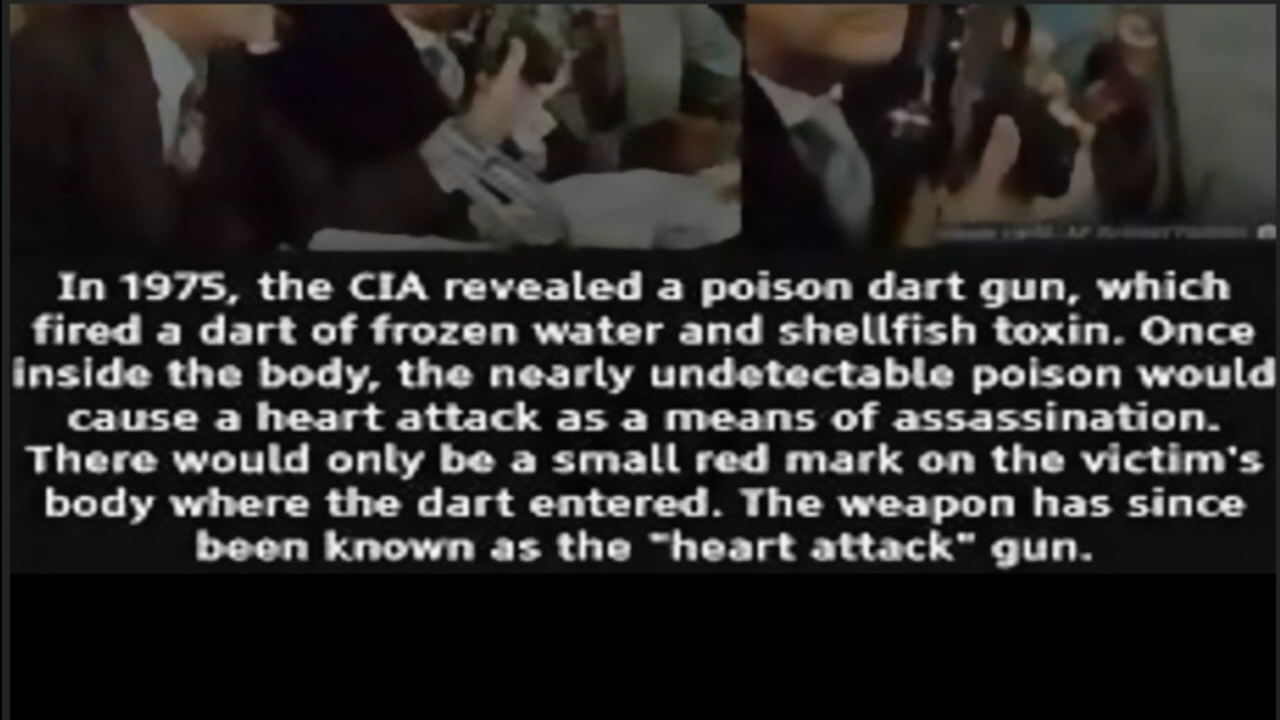 In 1975, the CIA revealed a poison dart gun, which
fired a dart of frozen water and shellfish toxin. Once
inside the body, the nearly undetectable poison would
cause a heart attack as a means of assassination.
There would only be a small red mark on the victim's
body where the dart entered. The weapon has since
been known as the "heart attack" gun.